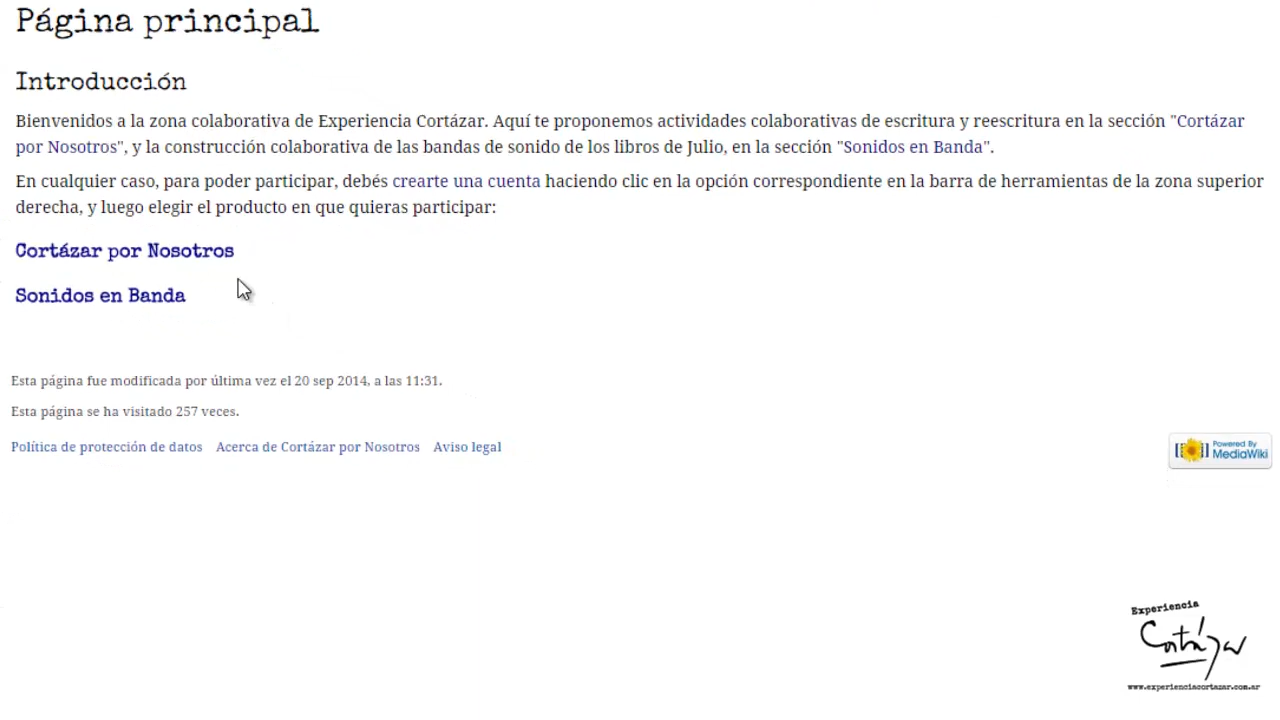 Página principal
Introducción
Bienvenidos a la zona colaborativa de Experiencia Cortázar. Aquí te proponemos actividades colaborativas de escritura y reescritura en la sección "Cortázar
por Nosotros", y la construcción colaborativa de las bandas de sonido de los libros de Julio, en la sección "Sonidos en Banda".
En cualquier caso, para poder participar, debés crearte una cuenta haciendo clic en la opción correspondiente en la barra de herramientas de la zona superior
derecha, y luego elegir el producto en que quieras participar:
Cortázar por Nosotros
Sonidos en Banda
Esta página fue modificada por última vez el 20 sep 2014, a las 11:31.
Esta página se ha visitado 257 veces.
Política de protección de datos Acerca de Cortázar por Nosotros Aviso legal
Powered By
MediaWiki
Experiencia
Cortázar
www.experienciacortazar.com.ar